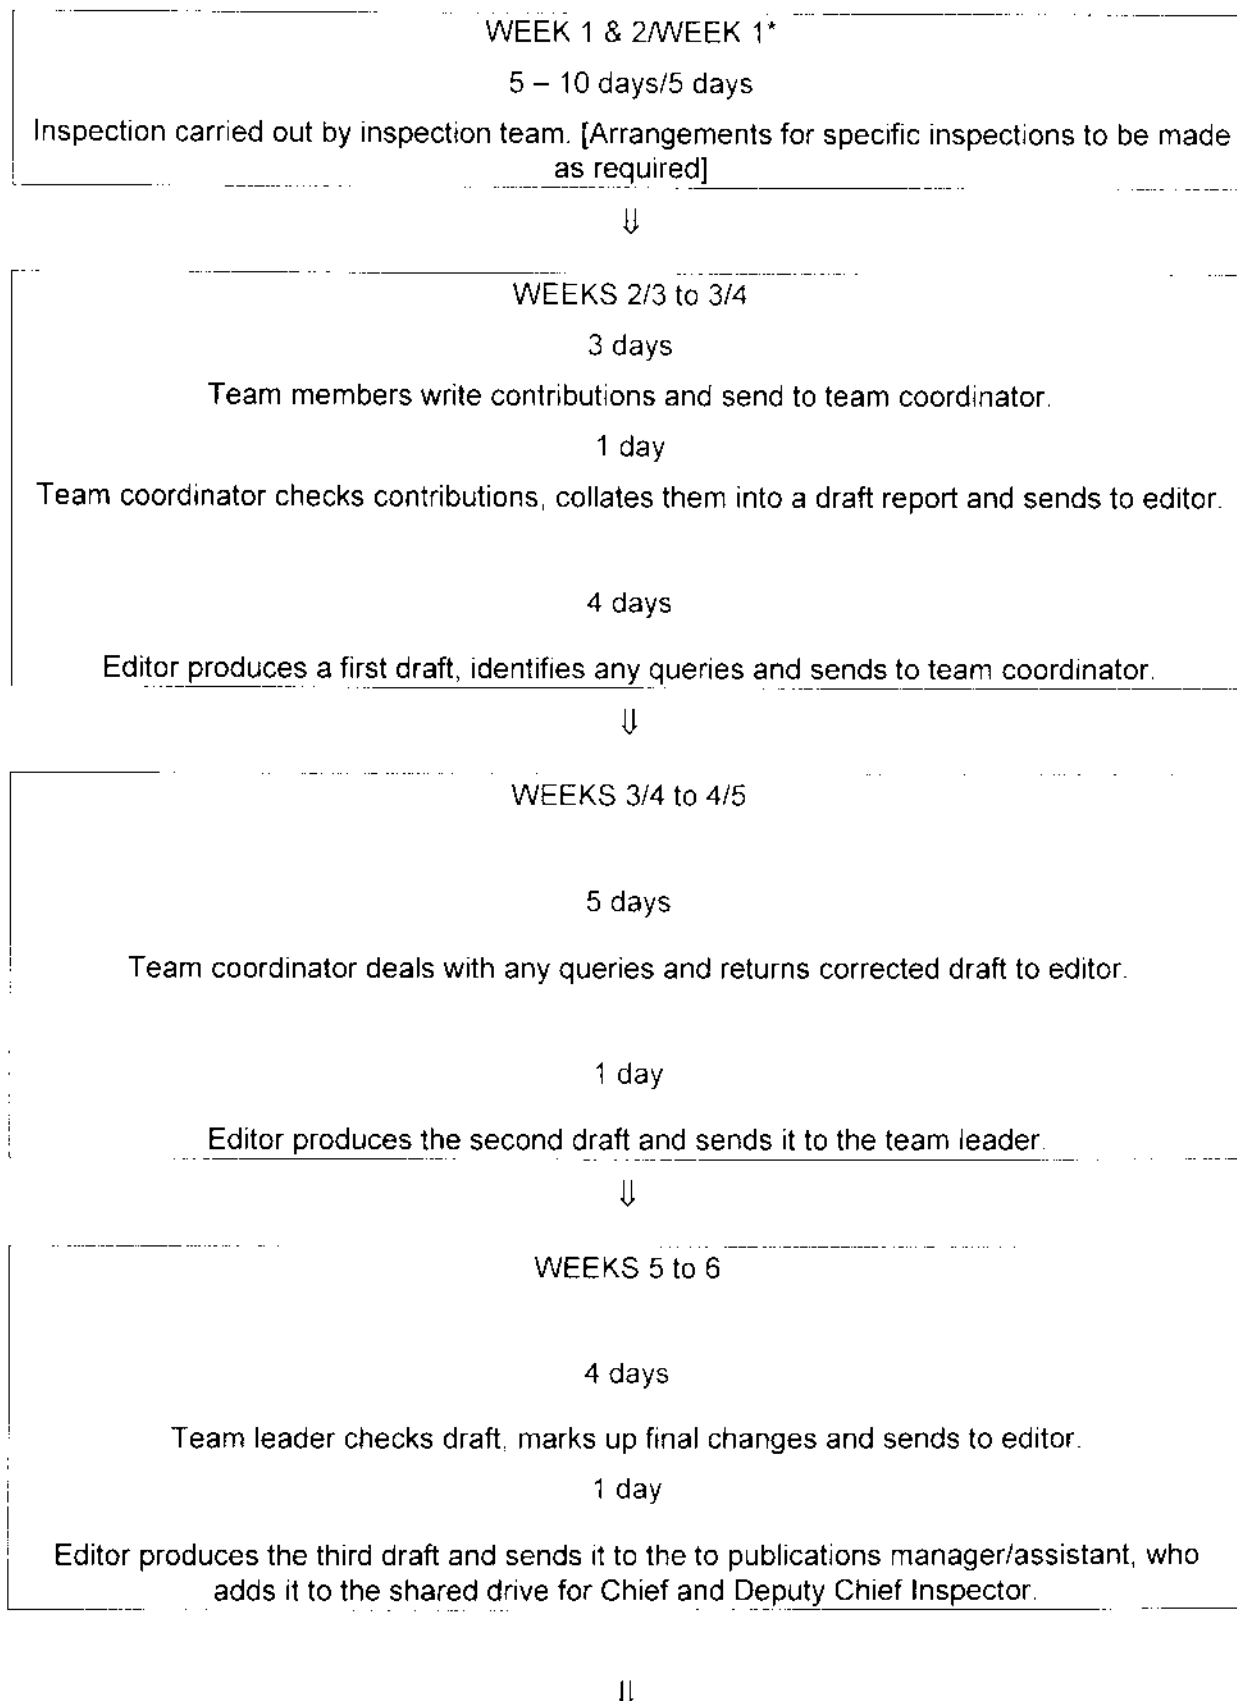 WEEK 1 & 2/WEEK 1*
5 – 10 days/5 days
Inspection carried out by inspection team. [Arrangements for specific inspections to be made
as required]
⇓
WEEKS 2/3 to 3/4
3 days
Team members write contributions and send to team coordinator.
1 day
Team coordinator checks contributions, collates them into a draft report and sends to editor.
4 days
Editor produces a first draft, identifies any queries and sends to team coordinator.
⇓
WEEKS 3/4 to 4/5
5 days
Team coordinator deals with any queries and returns corrected draft to editor.
1 day
Editor produces the second draft and sends it to the team leader.
⇓
WEEKS 5 to 6
4 days
Team leader checks draft, marks up final changes and sends to editor.
1 day
Editor produces the third draft and sends it to the to publications manager/assistant, who
adds it to the shared drive for Chief and Deputy Chief Inspector.
⇓